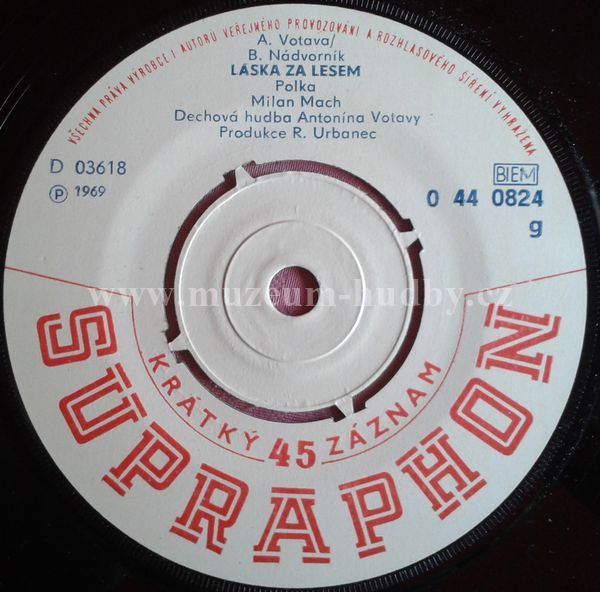 VŠECHNA PRÁVA VÝROBCE I AUTORŮ VEŘEJNÉHO PROVOZOVÁNÍ A ROZHLASOVÉHO ŠÍŘENÍ VYHRAŽENA
A. Votava/
B. Nádvorník
LÁSKA ZA LESEM
Polka
Milan Mach
Dechová hudba Antonína Votavy
Produkce R. Urbanec
D 03618
Ⓟ 1969
BIEM
0 44 0824
g
www.muzeum-hudby.cz
KRÁTKÝ 45 ZÁZNAM
SUPRAPHON